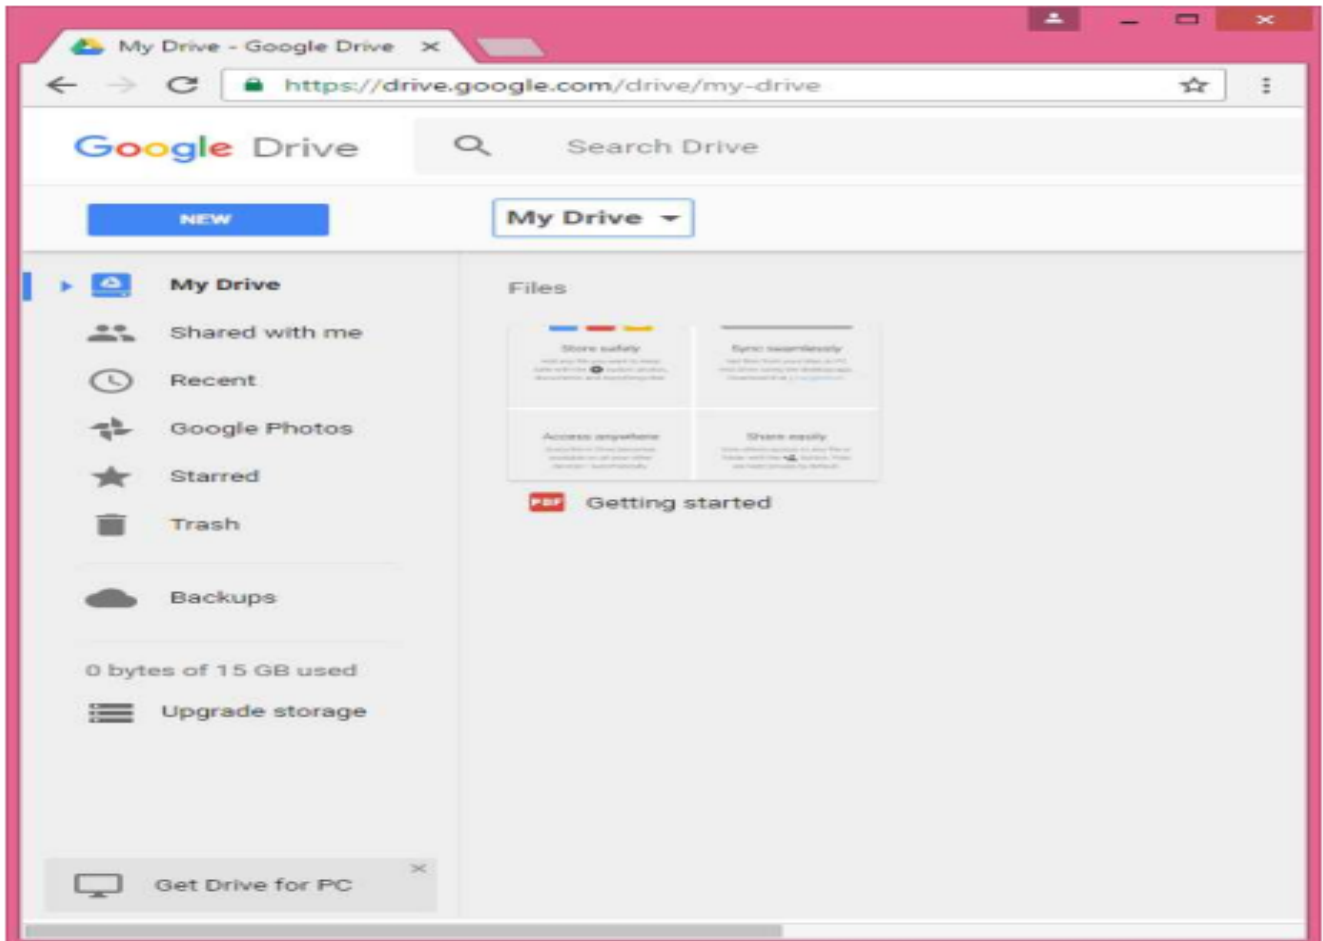 My Drive - Google Drive
https://drive.google.com/drive/my-drive
Google Drive
Search Drive
NEW
My Drive
My Drive
Shared with me
Recent
Google Photos
Starred
Trash
Backups
0 bytes of 15 GB used
Upgrade storage
Get Drive for PC
Files
Store safely
Sync seamlessly
Access anywhere
Share easily
PDF Getting started